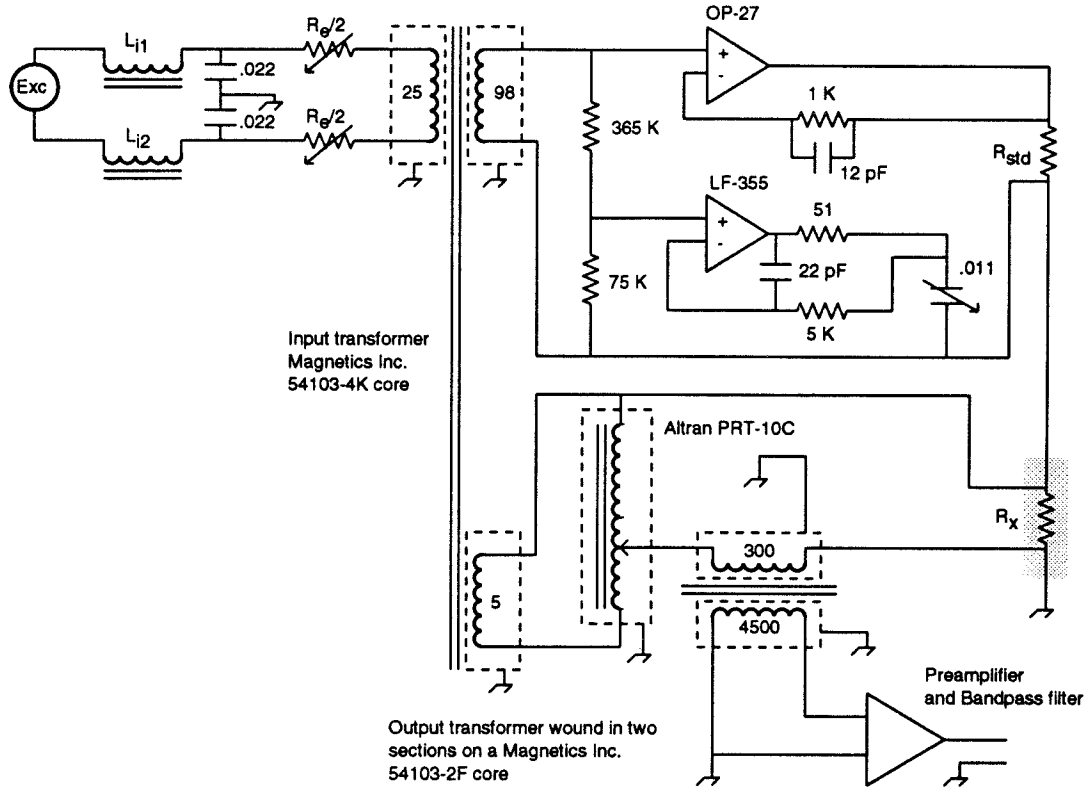 OP-27
L_i1
R_e/2
Exc
.022
.022
25
98
1 K
365 K
12 pF
R_std
L_i2
R_e/2
LF-355
51
22 pF
.011
75 K
5 K
Input transformer
Magnetics Inc.
54103-4K core
Altran PRT-10C
R_x
300
5
4500
Preamplifier
and Bandpass filter
Output transformer wound in two
sections on a Magnetics Inc.
54103-2F core